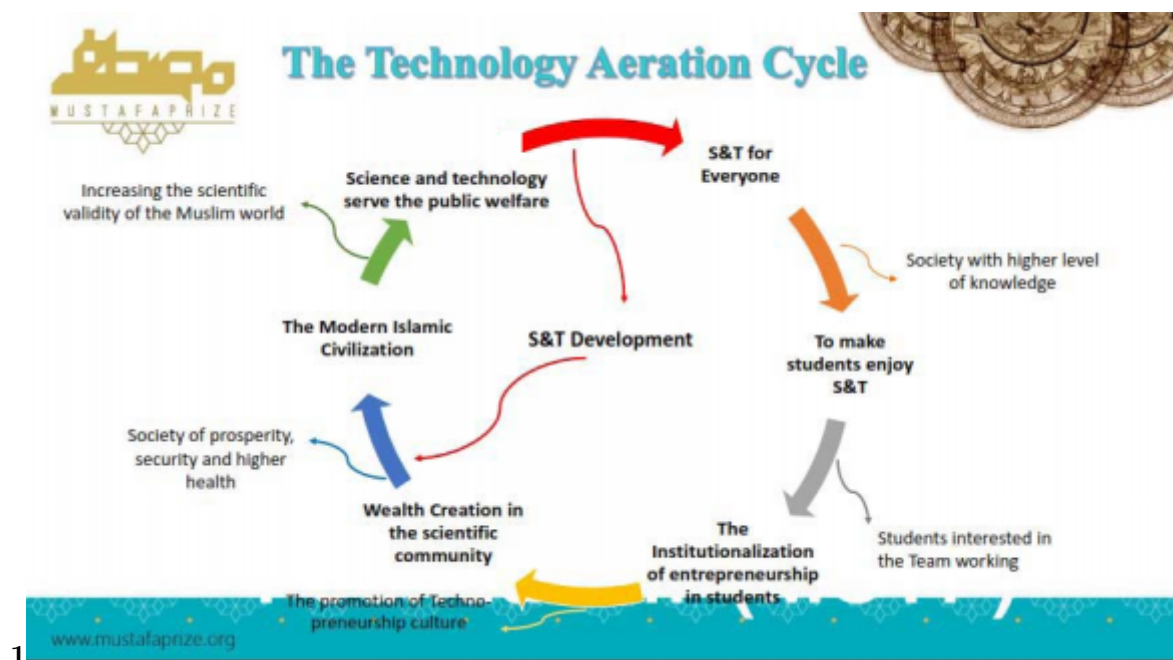 The Technology Aeration Cycle
MUSTAFAPRIZE
S&T for
Everyone
Science and technology
serve the public welfare
Increasing the scientific
validity of the Muslim world
Society with higher level
of knowledge
The Modern Islamic
Civilization
S&T Development
To make
students enjoy
S&T
Society of prosperity,
security and higher
health
Wealth Creation in
the scientific
community
The
Institutionalization
of entrepreneurship
in students
Students interested in
the Team working
The promotion of Techno-
preneurship culture
www.mustafaprize.org
1